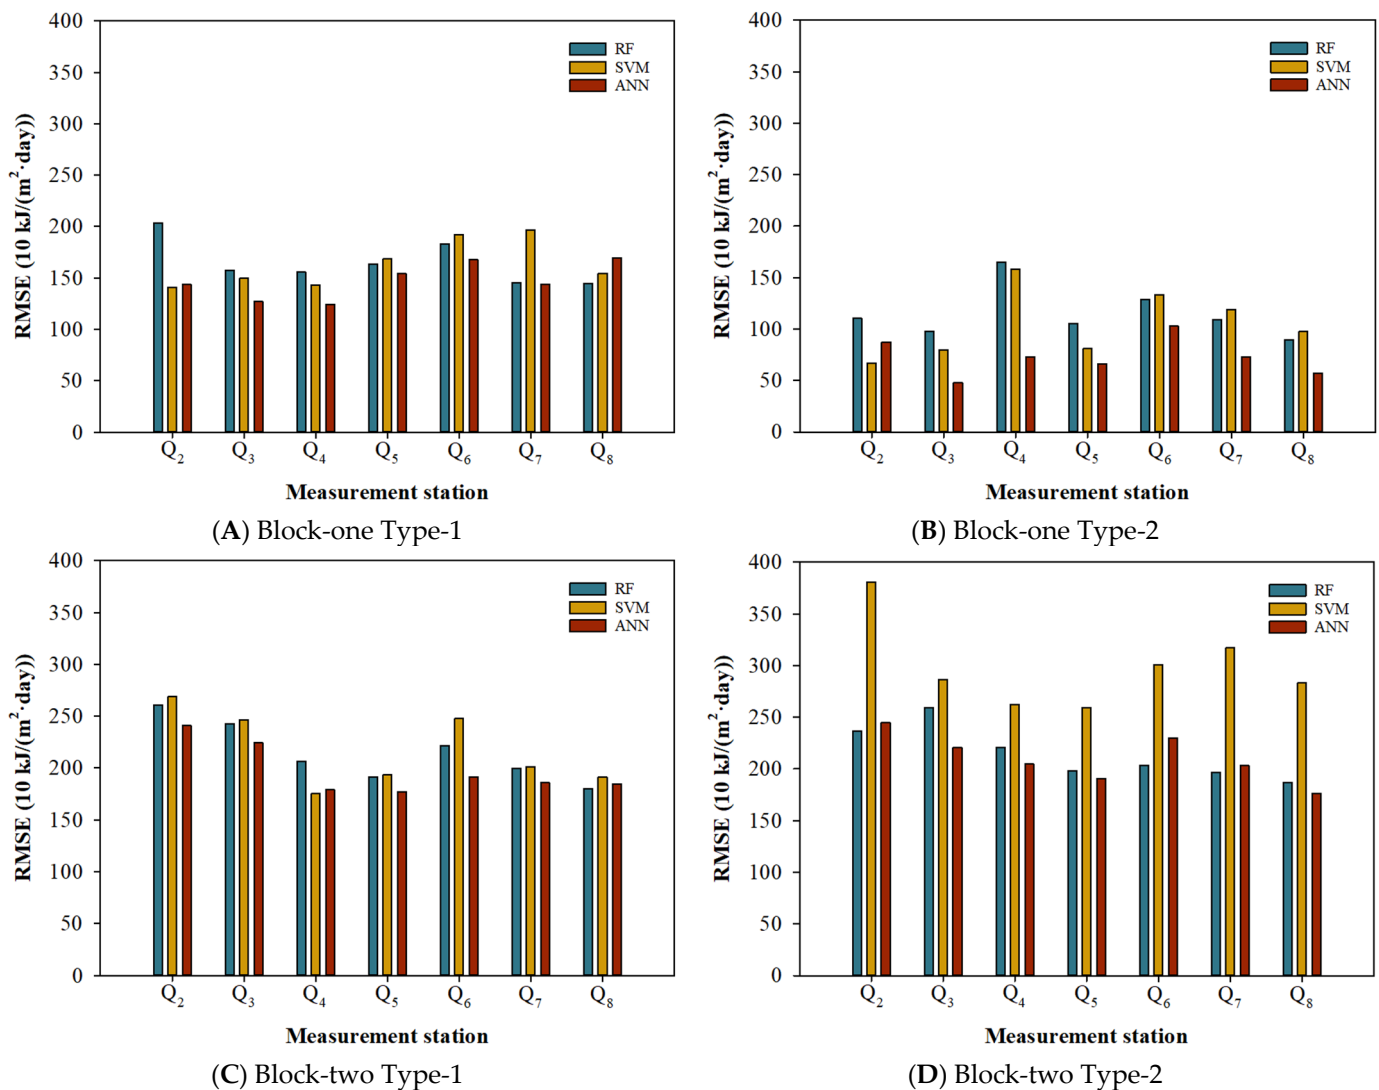 400
350
300
250
200
150
100
50
0
RMSE (10 kJ/(m²·day))
RF
SVM
ANN
Q₂ Q₃ Q₄ Q₅ Q₆ Q₇ Q₈
Measurement station
(A) Block-one Type-1
400
350
300
250
200
150
100
50
0
RMSE (10 kJ/(m²·day))
RF
SVM
ANN
Q₂ Q₃ Q₄ Q₅ Q₆ Q₇ Q₈
Measurement station
(B) Block-one Type-2
400
350
300
250
200
150
100
50
0
RMSE (10 kJ/(m²·day))
RF
SVM
ANN
Q₂ Q₃ Q₄ Q₅ Q₆ Q₇ Q₈
Measurement station
(C) Block-two Type-1
400
350
300
250
200
150
100
50
0
RMSE (10 kJ/(m²·day))
RF
SVM
ANN
Q₂ Q₃ Q₄ Q₅ Q₆ Q₇ Q₈
Measurement station
(D) Block-two Type-2